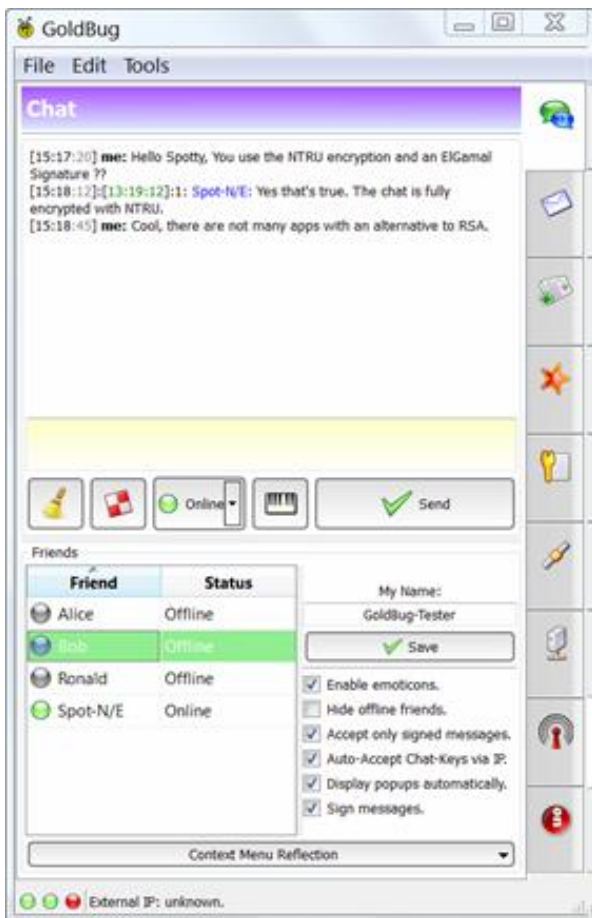 GoldBug
File Edit Tools
Chat
[15:17:20] me: Hello Spotty, You use the NTRU encryption and an ElGamal
Signature ??
[15:18:12]:[13:19:12]:1: Spot-N/E: Yes that's true. The chat is fully
encrypted with NTRU.
[15:18:45] me: Cool, there are not many apps with an alternative to RSA.
Online
Send
Friends
Friend Status
Alice Offline
Bob Offline
Ronald Offline
Spot-N/E Online
My Name:
GoldBug-Tester
Save
Enable emoticons.
Hide offline friends.
Accept only signed messages.
Auto-Accept Chat-Keys via IP.
Display popups automatically.
Sign messages.
Context Menu Reflection
External IP: unknown.